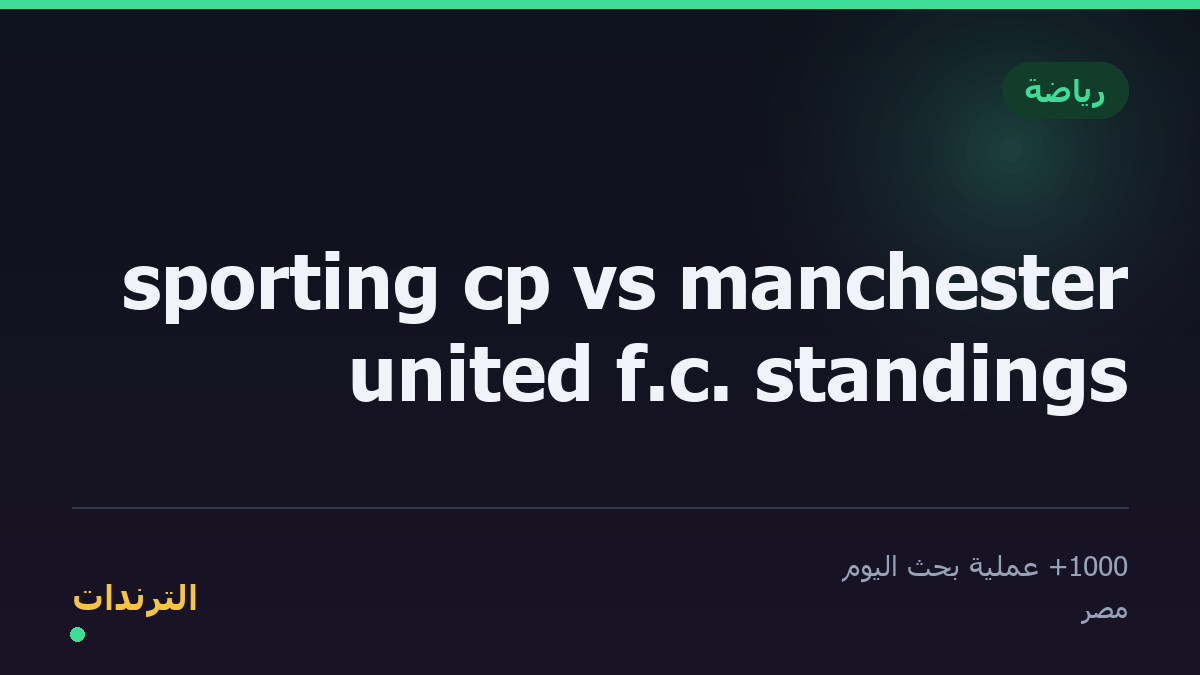 رياضة
sporting cp vs manchester
united f.c. standings
1000+ عملية بحث اليوم
مصر
الترندات